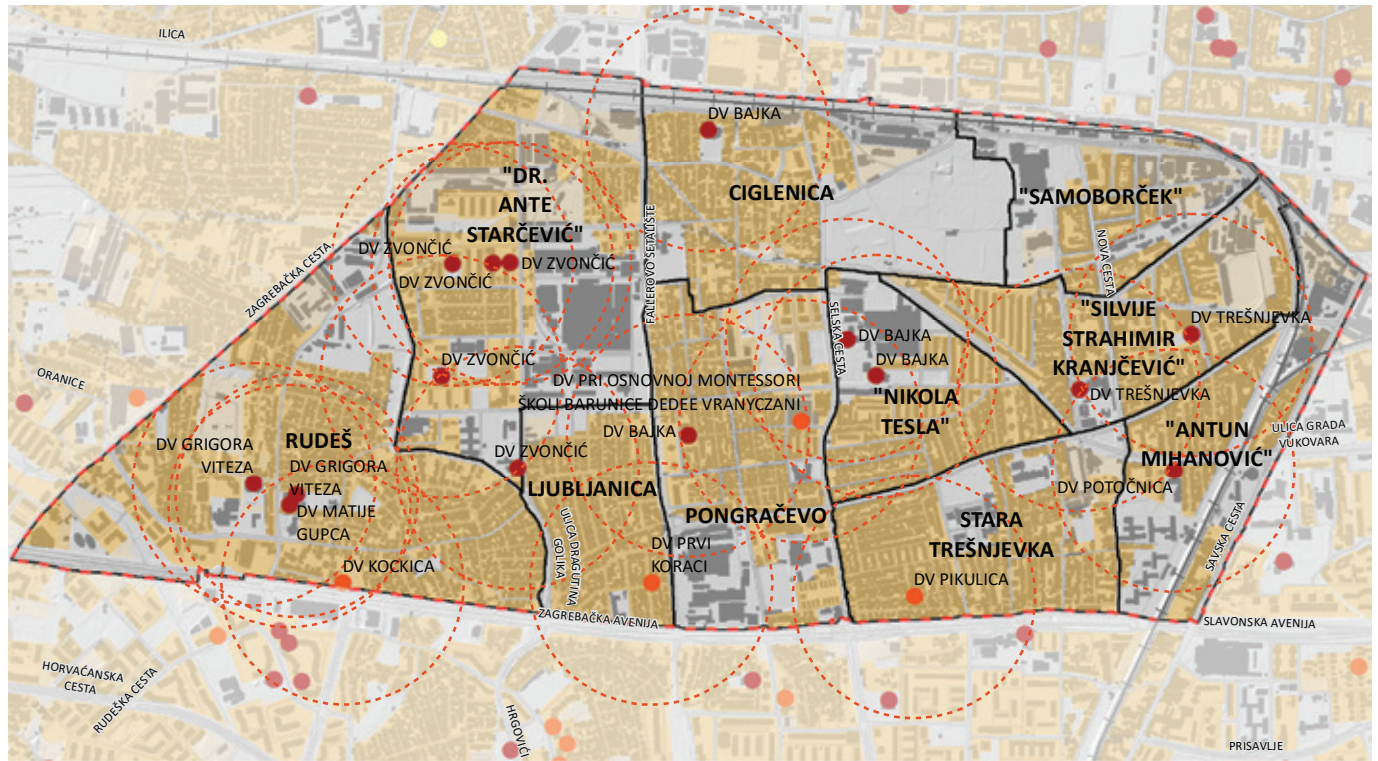 ILICA
DV BAJKA
"DR.
ANTE
STARČEVIĆ"
CIGLENICA
"SAMOBORČEK"
DV ZVONČIĆ
DV ZVONČIĆ
DV ZVONČIĆ
FALLEROVO ŠETALIŠTE
ZAGREBAČKA CESTA
NOVA CESTA
SELSKA CESTA
"SILVIJE
STRAHIMIR
KRANJČEVIĆ"
DV TREŠNJEVKA
DV BAJKA
DV BAJKA
DV ZVONČIĆ
ORANICE
DV PRI OSNOVNOJ MONTESSORI
ŠKOLI BARUNICE DEDEE VRANYCZANI
DV TREŠNJEVKA
"NIKOLA
TESLA"
DV BAJKA
DV GRIGORA
VITEZA
RUDEŠ
DV GRIGORA
VITEZA
DV MATIJE
GUPCA
DV ZVONČIĆ
LJUBLJANICA
"ANTUN
MIHANOVIĆ"
ULICA GRADA
VUKOVARA
DV POTOČNICA
PONGRAČEVO
STARA
TREŠNJEVKA
ULICA DRAGUTINA
GOLIKA
DV PRVI
KORACI
SAVSKA CESTA
DV KOCKICA
DV PIKULICA
ZAGREBAČKA AVENIJA
SLAVONSKA AVENIJA
HORVAĆANSKA
CESTA
RUDEŠKA CESTA
HRGOVIĆI
PRISAVLJE